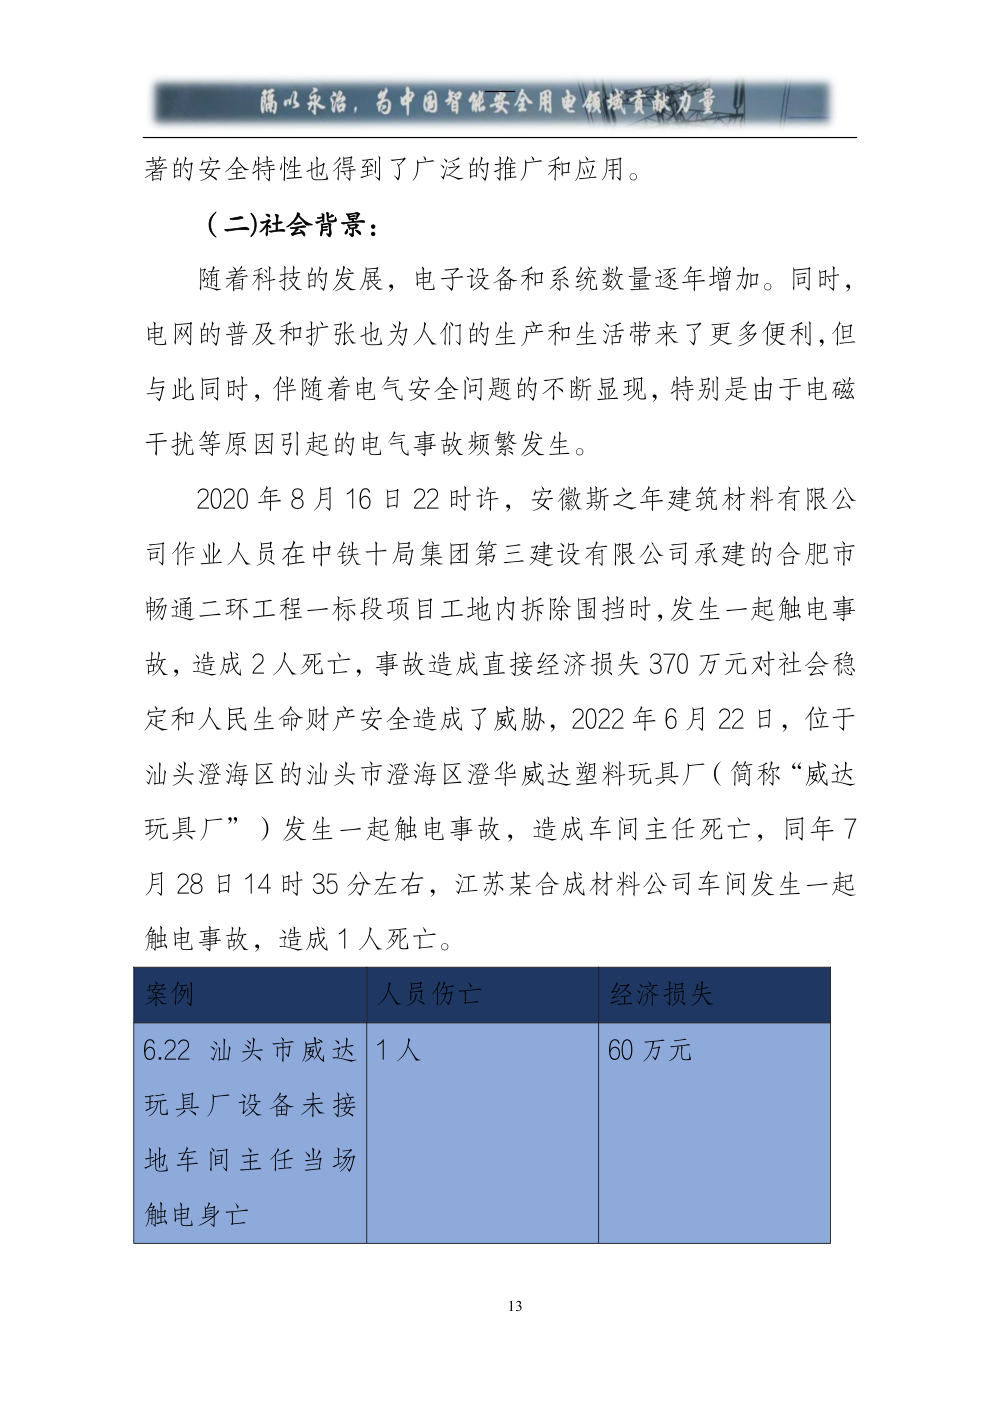 隔以永治，为中国智能安全用电领域贡献力量
著的安全特性也得到了广泛的推广和应用。
（二)社会背景：
随着科技的发展，电子设备和系统数量逐年增加。同时，
电网的普及和扩张也为人们的生产和生活带来了更多便利，但
与此同时，伴随着电气安全问题的不断显现，特别是由于电磁
干扰等原因引起的电气事故频繁发生。
2020 年 8 月 16 日 22 时许，安徽斯之年建筑材料有限公
司作业人员在中铁十局集团第三建设有限公司承建的合肥市
畅通二环工程一标段项目工地内拆除围挡时，发生一起触电事
故，造成 2 人死亡，事故造成直接经济损失 370 万元对社会稳
定和人民生命财产安全造成了威胁，2022 年 6 月 22 日，位于
汕头澄海区的汕头市澄海区澄华威达塑料玩具厂（简称“威达
玩具厂”）发生一起触电事故，造成车间主任死亡，同年 7
月 28 日 14 时 35 分左右，江苏某合成材料公司车间发生一起
触电事故，造成 1 人死亡。
案例 人员伤亡 经济损失
6.22 汕头市威达 1 人 60 万元
玩具厂设备未接
地车间主任当场
触电身亡
13